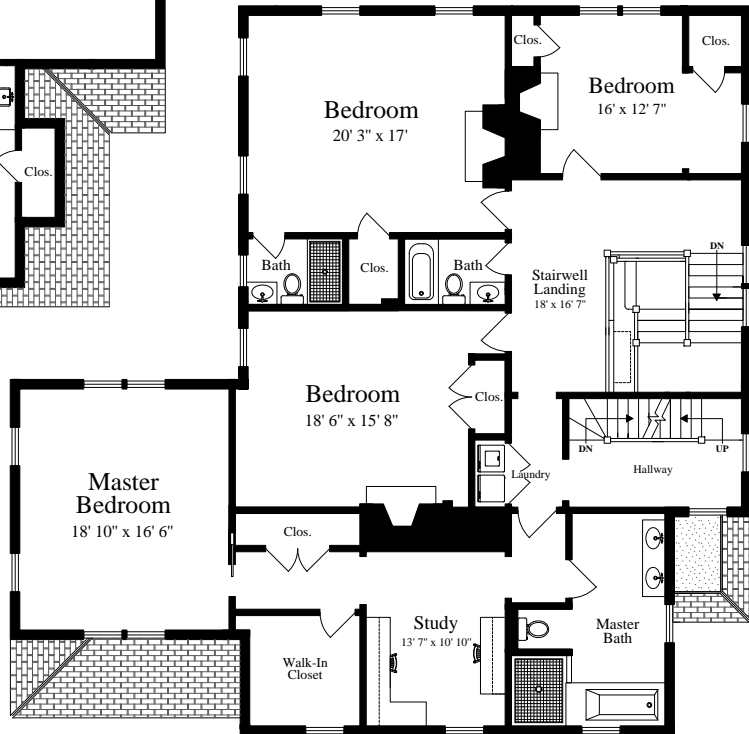 Clos.
Clos.
Bedroom
20' 3" x 17'
Bedroom
16' x 12' 7"
Clos.
Bath
Clos.
Bath
DN
Stairwell
Landing
18' x 16' 7"
Bedroom
18' 6" x 15' 8"
Clos.
DN
UP
Laundry
Hallway
Master
Bedroom
18' 10" x 16' 6"
Clos.
Study
13' 7" x 10' 10"
Master
Bath
Walk-In
Closet